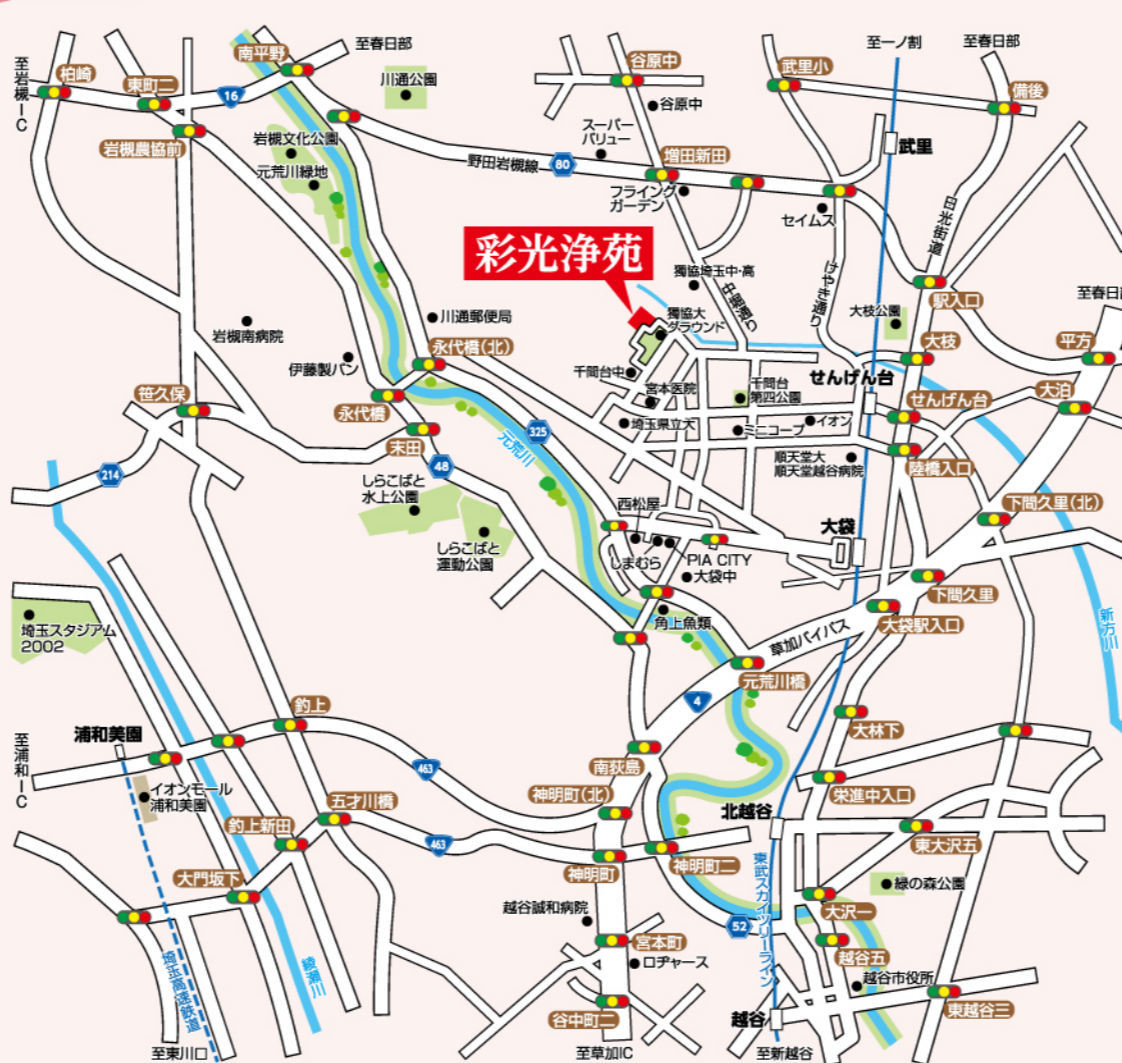 至春日部
至一ノ割
至春日部
南平野
谷原中
武里小
至岩槻IC
柏崎
東町二
16
川通公園
備後
谷原中
岩槻農協前
岩槻文化公園
スーパー
バリュー
増田新田
武里
元荒川緑地
野田岩槻線
80
フライング
ガーデン
セイムス
日光街道
彩光浄苑
獨協埼玉中・高
けやき通り
駅入口
至春日部
獨協大
グラウンド
大枝公園
川通郵便局
岩槻南病院
永代橋(北)
大枝
平方
伊藤製パン
千間台中
せんげん台
宮本医院
千間台
第四公園
大泊
笹久保
永代橋
せんげん台
埼玉県立大
ミニコープ
イオン
末田
325
元荒川
陸橋入口
順天堂大
順天堂越谷病院
214
48
しらこばと
水上公園
西松屋
下間久里(北)
大袋
しらこばと
運動公園
しまむら
PIA CITY
大袋中
下間久里
角上魚類
大袋駅入口
新方川
埼玉スタジアム
2002
草加バイパス
元荒川橋
4
釣上
大林下
浦和美園
至浦和IC
南荻島
463
栄進中入口
イオンモール
浦和美園
神明町(北)
北越谷
五才川橋
釣上新田
463
東大沢五
神明町
神明町二
東武スカイツリーライン
大門坂下
緑の森公園
越谷誠和病院
52
大沢一
宮本町
越谷五
ロヂャース
埼玉高速鉄道
綾瀬川
越谷市役所
谷中町二
越谷
東越谷三
至東川口
至草加IC
至新越谷